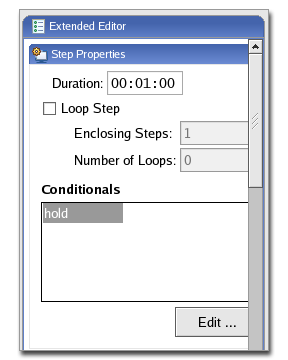 Extended Editor
Step Properties
Duration: 00:01:00
Loop Step
Enclosing Steps: 1
Number of Loops: 0
Conditionals
hold
Edit ...